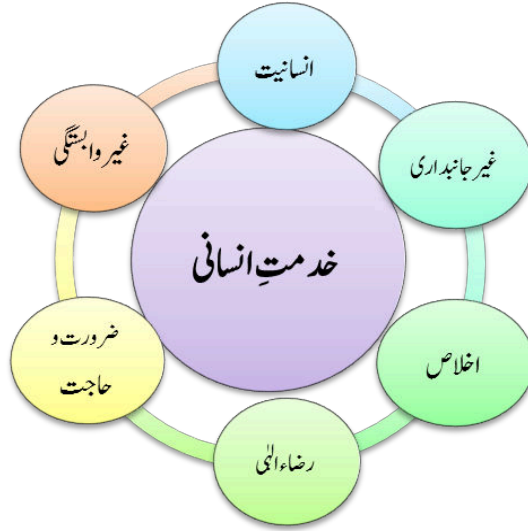 انسانیت
غیر جانبداری
اخلاص
رضاء الٰہی
ضرورت و
حاجت
غیر وابستگی
خدمتِ انسانی